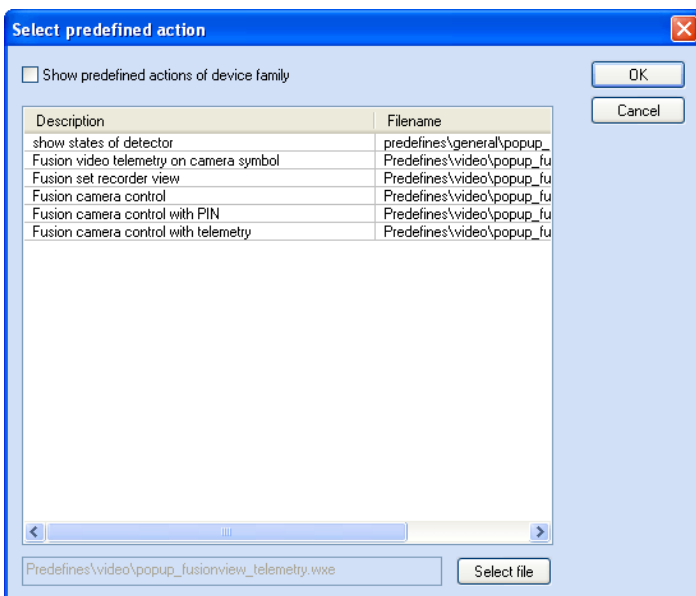 Select predefined action
Show predefined actions of device family
OK
Cancel
Description Filename
show states of detector predefines\general\popup_
Fusion video telemetry on camera symbol Predefines\video\popup_fu
Fusion set recorder view Predefines\video\popup_fu
Fusion camera control Predefines\video\popup_fu
Fusion camera control with PIN Predefines\video\popup_fu
Fusion camera control with telemetry Predefines\video\popup_fu
Predefines\video\popup_fusionview_telemetry.wxe Select file